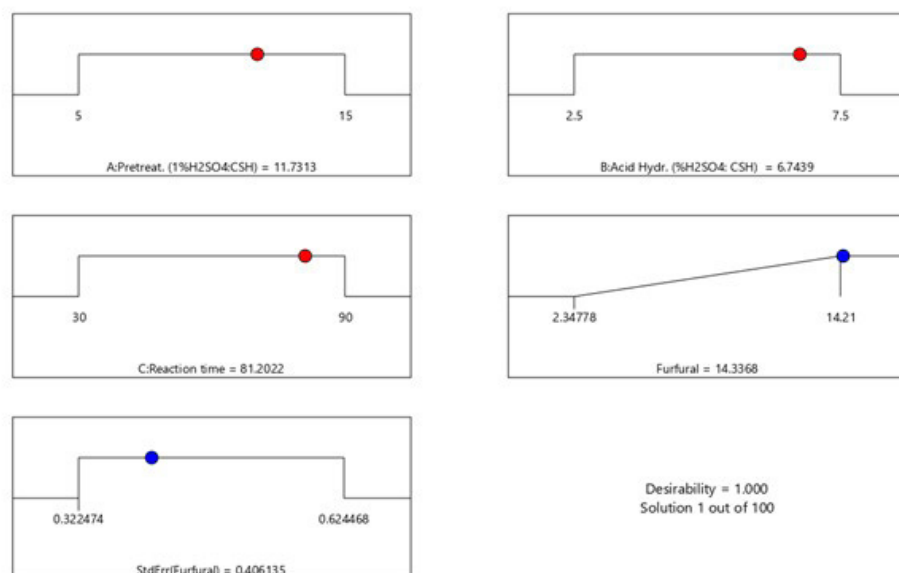 5 15
A:Pretreat. (1%H2SO4:CSH) = 11.7313
2.5 7.5
B:Acid Hydr. (%H2SO4: CSH) = 6.7439
30 90
C:Reaction time = 81.2022
2.34778 14.21
Furfural = 14.3368
0.322474 0.624468
StdErr(Furfural) = 0.406135
Desirability = 1.000
Solution 1 out of 100